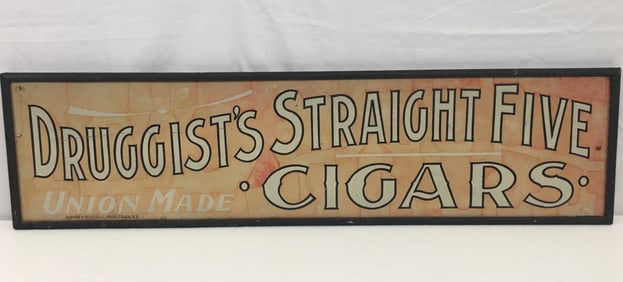 DRUGGIST'S STRAIGHT FIVE
UNION MADE · CIGARS ·